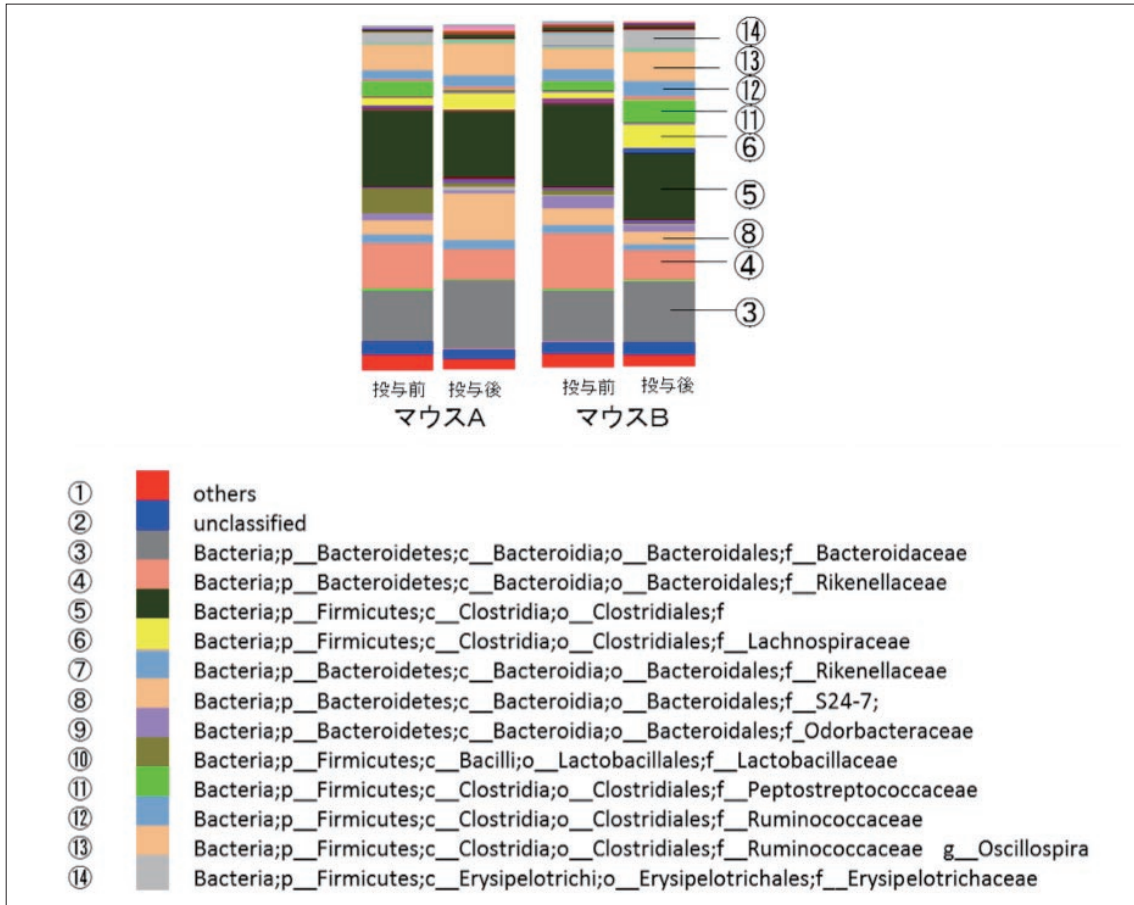 ⑭
⑬
⑫
⑪
⑥
⑤
⑧
④
③
投与前 投与後 投与前 投与後
マウスA マウスB
① others
② unclassified
③ Bacteria;p__Bacteroidetes;c__Bacteroidia;o__Bacteroidales;f__Bacteroidaceae
④ Bacteria;p__Bacteroidetes;c__Bacteroidia;o__Bacteroidales;f__Rikenellaceae
⑤ Bacteria;p__Firmicutes;c__Clostridia;o__Clostridiales;f
⑥ Bacteria;p__Firmicutes;c__Clostridia;o__Clostridiales;f__Lachnospiraceae
⑦ Bacteria;p__Bacteroidetes;c__Bacteroidia;o__Bacteroidales;f__Rikenellaceae
⑧ Bacteria;p__Bacteroidetes;c__Bacteroidia;o__Bacteroidales;f__S24-7;
⑨ Bacteria;p__Bacteroidetes;c__Bacteroidia;o__Bacteroidales;f_Odorbacteraceae
⑩ Bacteria;p__Firmicutes;c__Bacilli;o__Lactobacillales;f__Lactobacillaceae
⑪ Bacteria;p__Firmicutes;c__Clostridia;o__Clostridiales;f__Peptostreptococcaceae
⑫ Bacteria;p__Firmicutes;c__Clostridia;o__Clostridiales;f__Ruminococcaceae
⑬ Bacteria;p__Firmicutes;c__Clostridia;o__Clostridiales;f__Ruminococcaceae g__Oscillospira
⑭ Bacteria;p__Firmicutes;c__Erysipelotrichi;o__Erysipelotrichales;f__Erysipelotrichaceae